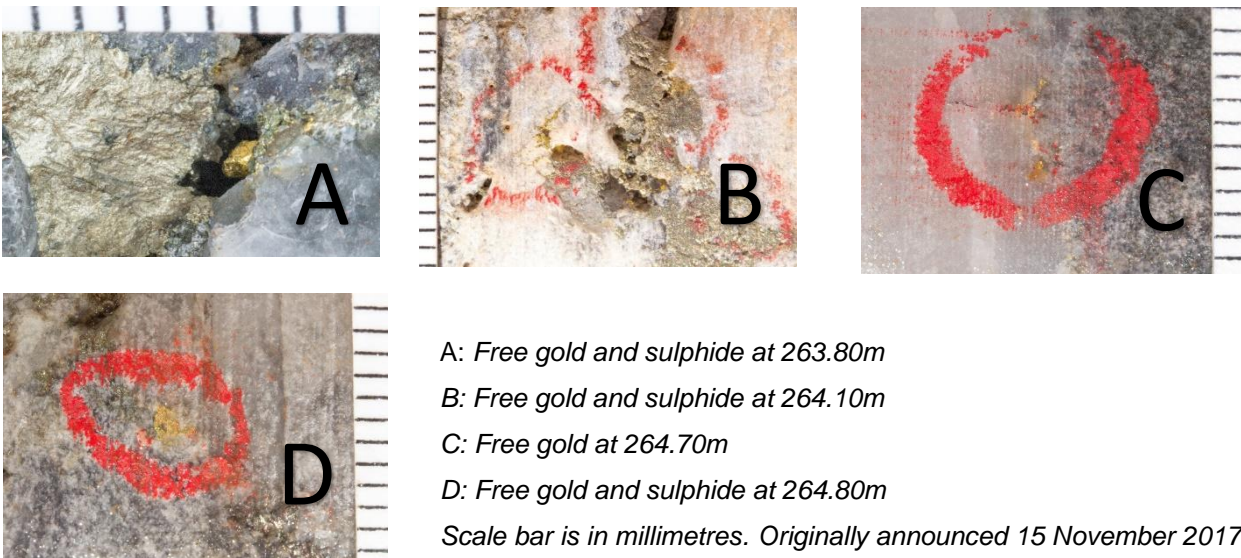 A
B
C
D
A: Free gold and sulphide at 263.80m
B: Free gold and sulphide at 264.10m
C: Free gold at 264.70m
D: Free gold and sulphide at 264.80m
Scale bar is in millimetres. Originally announced 15 November 2017